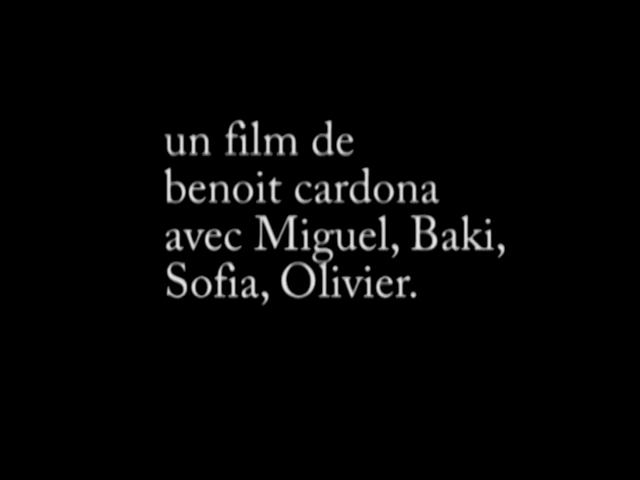 un film de
benoit cardona
avec Miguel, Baki,
Sofia, Olivier.